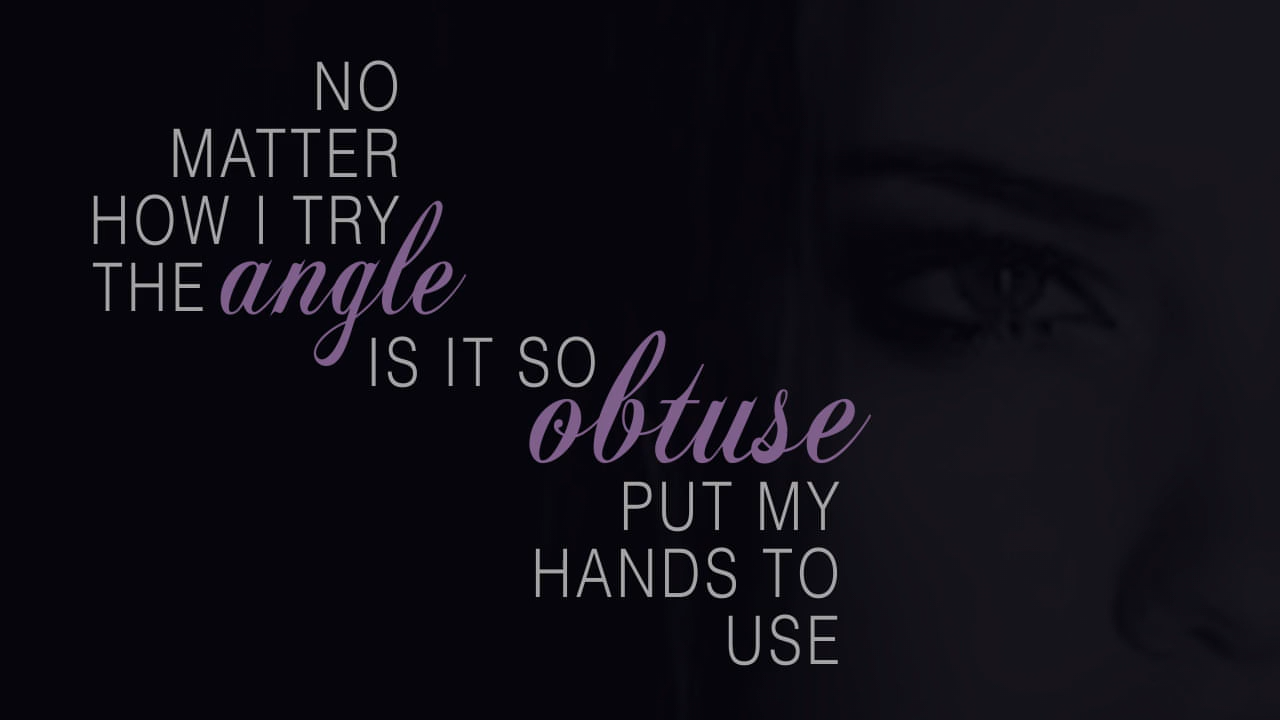 NO
MATTER
HOW I TRY
THE angle
IS IT SO
obtuse
PUT MY
HANDS TO
USE